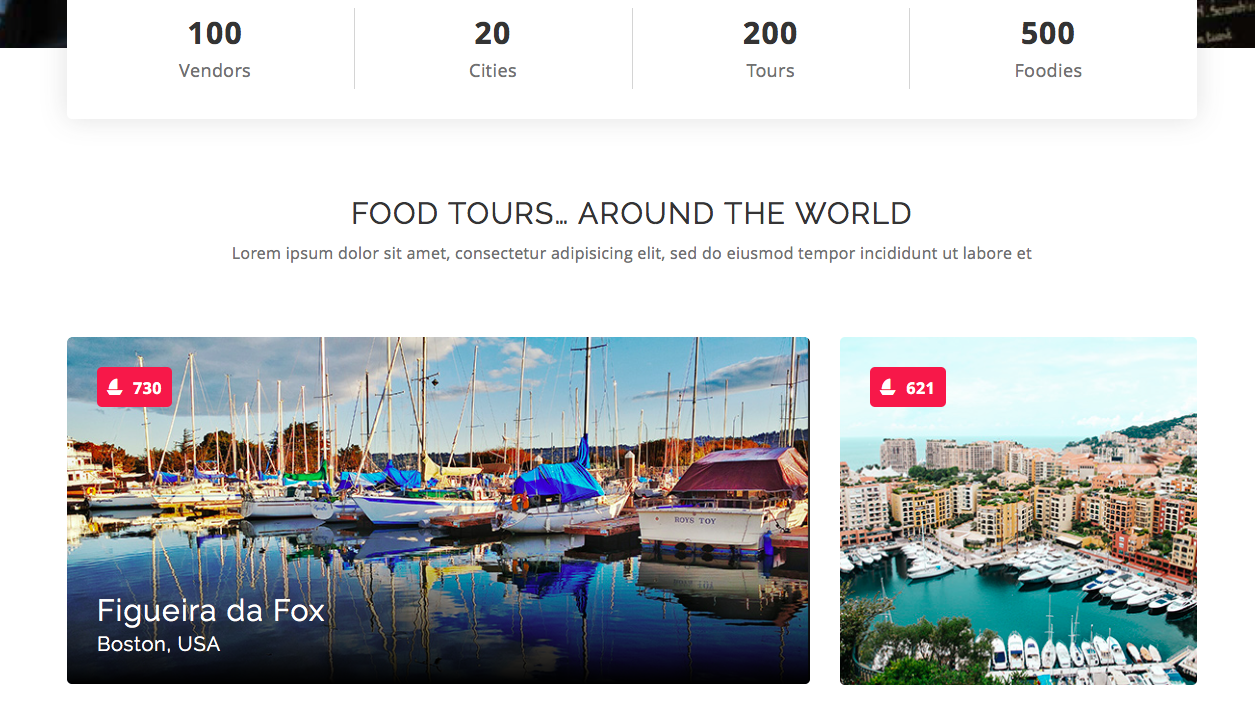 100
Vendors
20
Cities
200
Tours
500
Foodies
FOOD TOURS... AROUND THE WORLD
Lorem ipsum dolor sit amet, consectetur adipisicing elit, sed do eiusmod tempor incididunt ut labore et
730
621
ROYS TOY
Figueira da Fox
Boston, USA